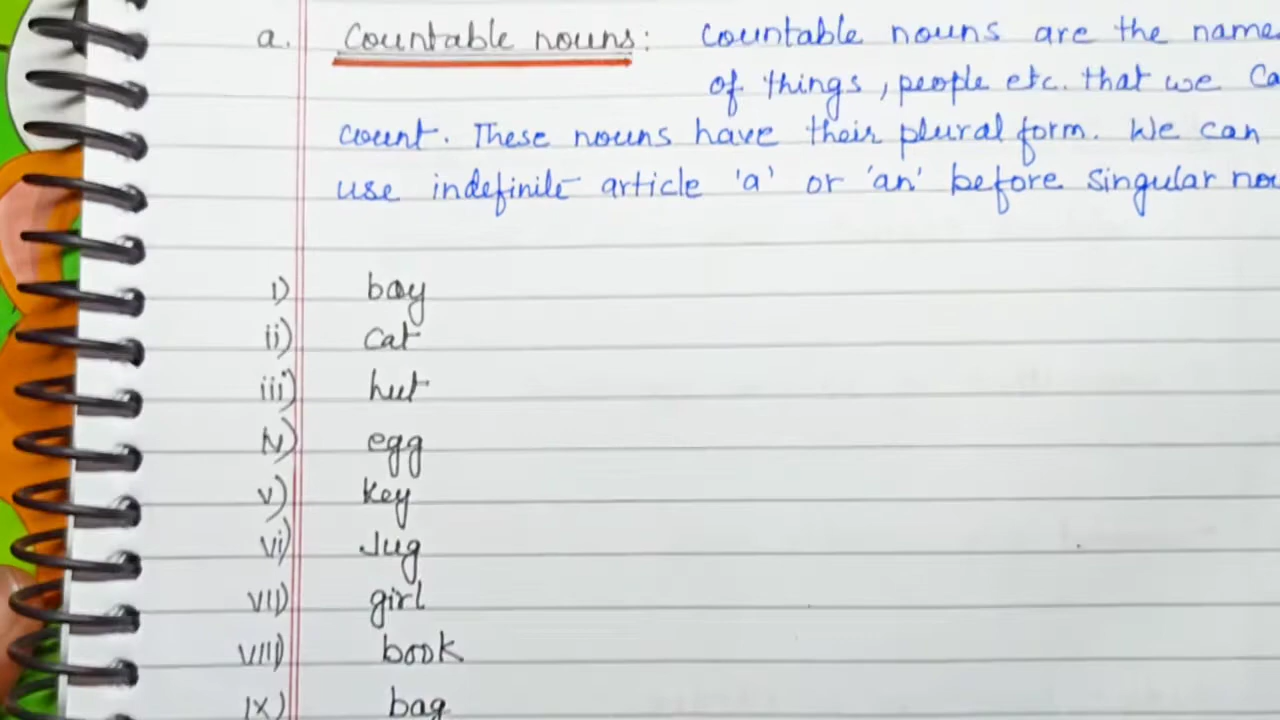 a. Countable nouns: Countable nouns are the name
of things, people etc. that we Ca
count. These nouns have their plural form. We can
use indefinite article 'a' or 'an' before singular nou
i) boy
ii) cat
iii) hut
iv) egg
v) key
vi) Jug
vii) girl
viii) book
ix) bag